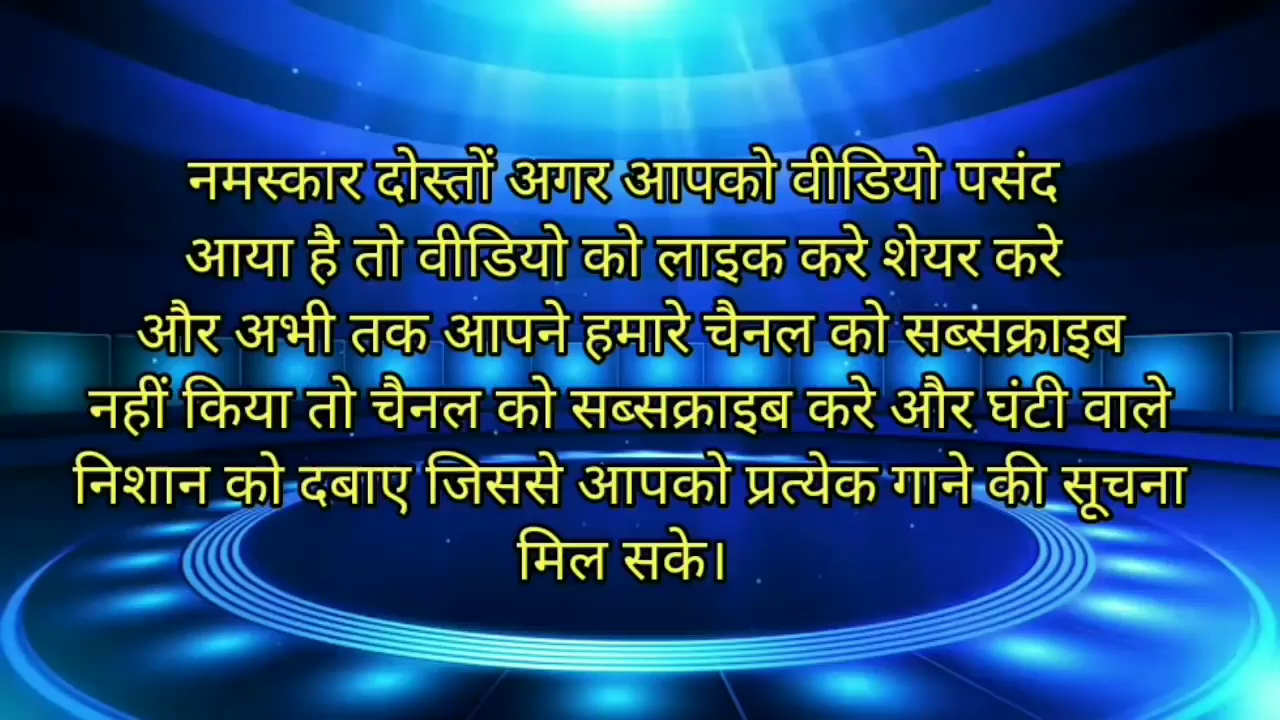 नमस्कार दोस्तों अगर आपको वीडियो पसंद
आया है तो वीडियो को लाइक करे शेयर करे
और अभी तक आपने हमारे चैनल को सब्सक्राइब
नहीं किया तो चैनल को सब्सक्राइब करे और घंटी वाले
निशान को दबाए जिससे आपको प्रत्येक गाने की सूचना
मिल सके।